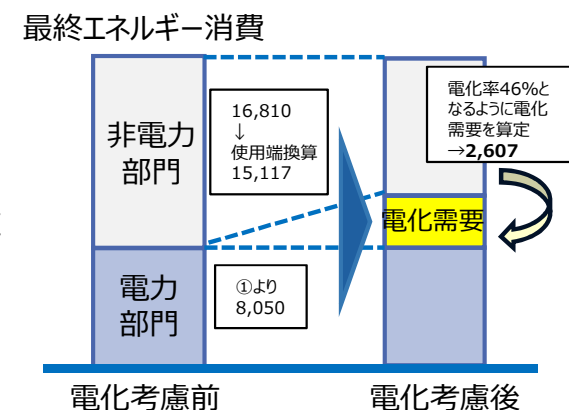 最終エネルギー消費
非電力
部門
16,810
↓
使用端換算
15,117
電化率46%と
なるように電化
需要を算定
→2,607
電化需要
電力
部門
①より
8,050
電化考慮前
電化考慮後